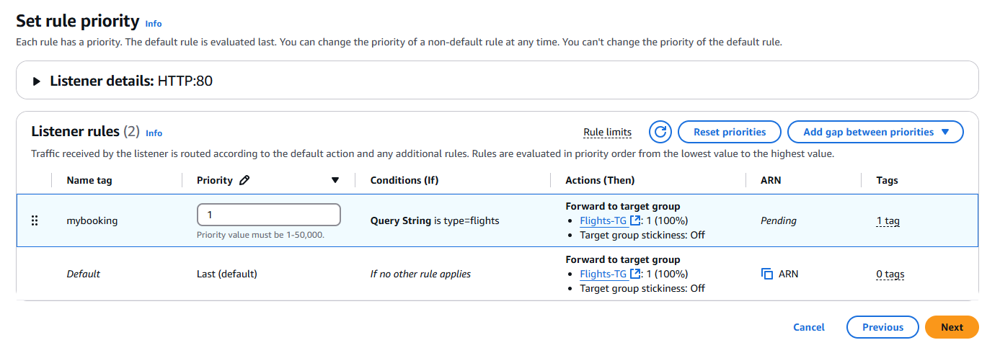 Set rule priority Info
Each rule has a priority. The default rule is evaluated last. You can change the priority of a non-default rule at any time. You can't change the priority of the default rule.
Listener details: HTTP:80
Listener rules (2) Info
Rule limits
Reset priorities
Add gap between priorities
Traffic received by the listener is routed according to the default action and any additional rules. Rules are evaluated in priority order from the lowest value to the highest value.
Name tag Priority Conditions (If) Actions (Then) ARN Tags
mybooking
1
Priority value must be 1-50,000.
Query String is type=flights
Forward to target group
• Flights-TG : 1 (100%)
• Target group stickiness: Off
Pending
1 tag
Default
Last (default)
If no other rule applies
Forward to target group
• Flights-TG : 1 (100%)
• Target group stickiness: Off
ARN
0 tags
Cancel
Previous
Next